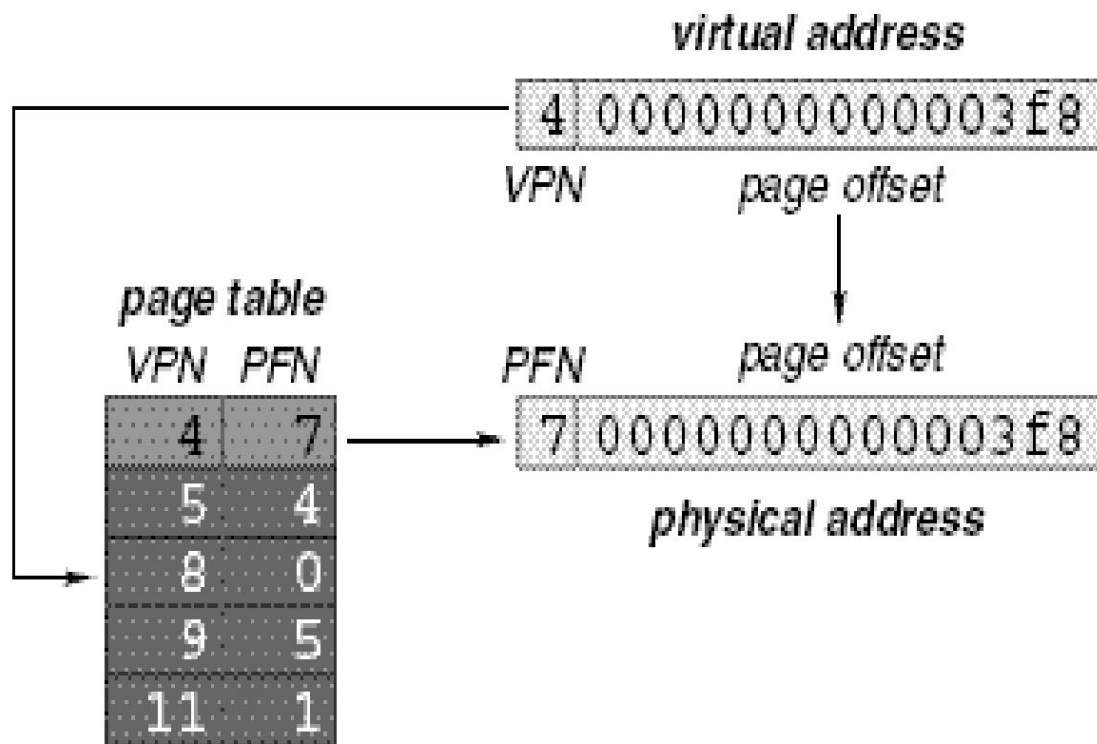 virtual address
4 0000000000003f8
VPN page offset
page table
VPN PFN
4 7
5 4
8 0
9 5
11 1
PFN page offset
7 0000000000003f8
physical address